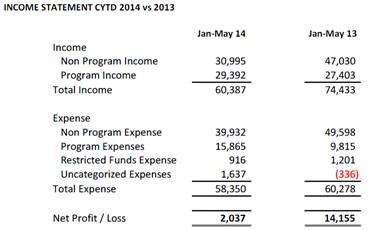 INCOME STATEMENT CYTD 2014 vs 2013
Jan-May 14 Jan-May 13
Income
Non Program Income 30,995 47,030
Program Income 29,392 27,403
Total Income 60,387 74,433
Expense
Non Program Expense 39,932 49,598
Program Expenses 15,865 9,815
Restricted Funds Expense 916 1,201
Uncategorized Expenses 1,637 (336)
Total Expense 58,350 60,278
Net Profit / Loss 2,037 14,155